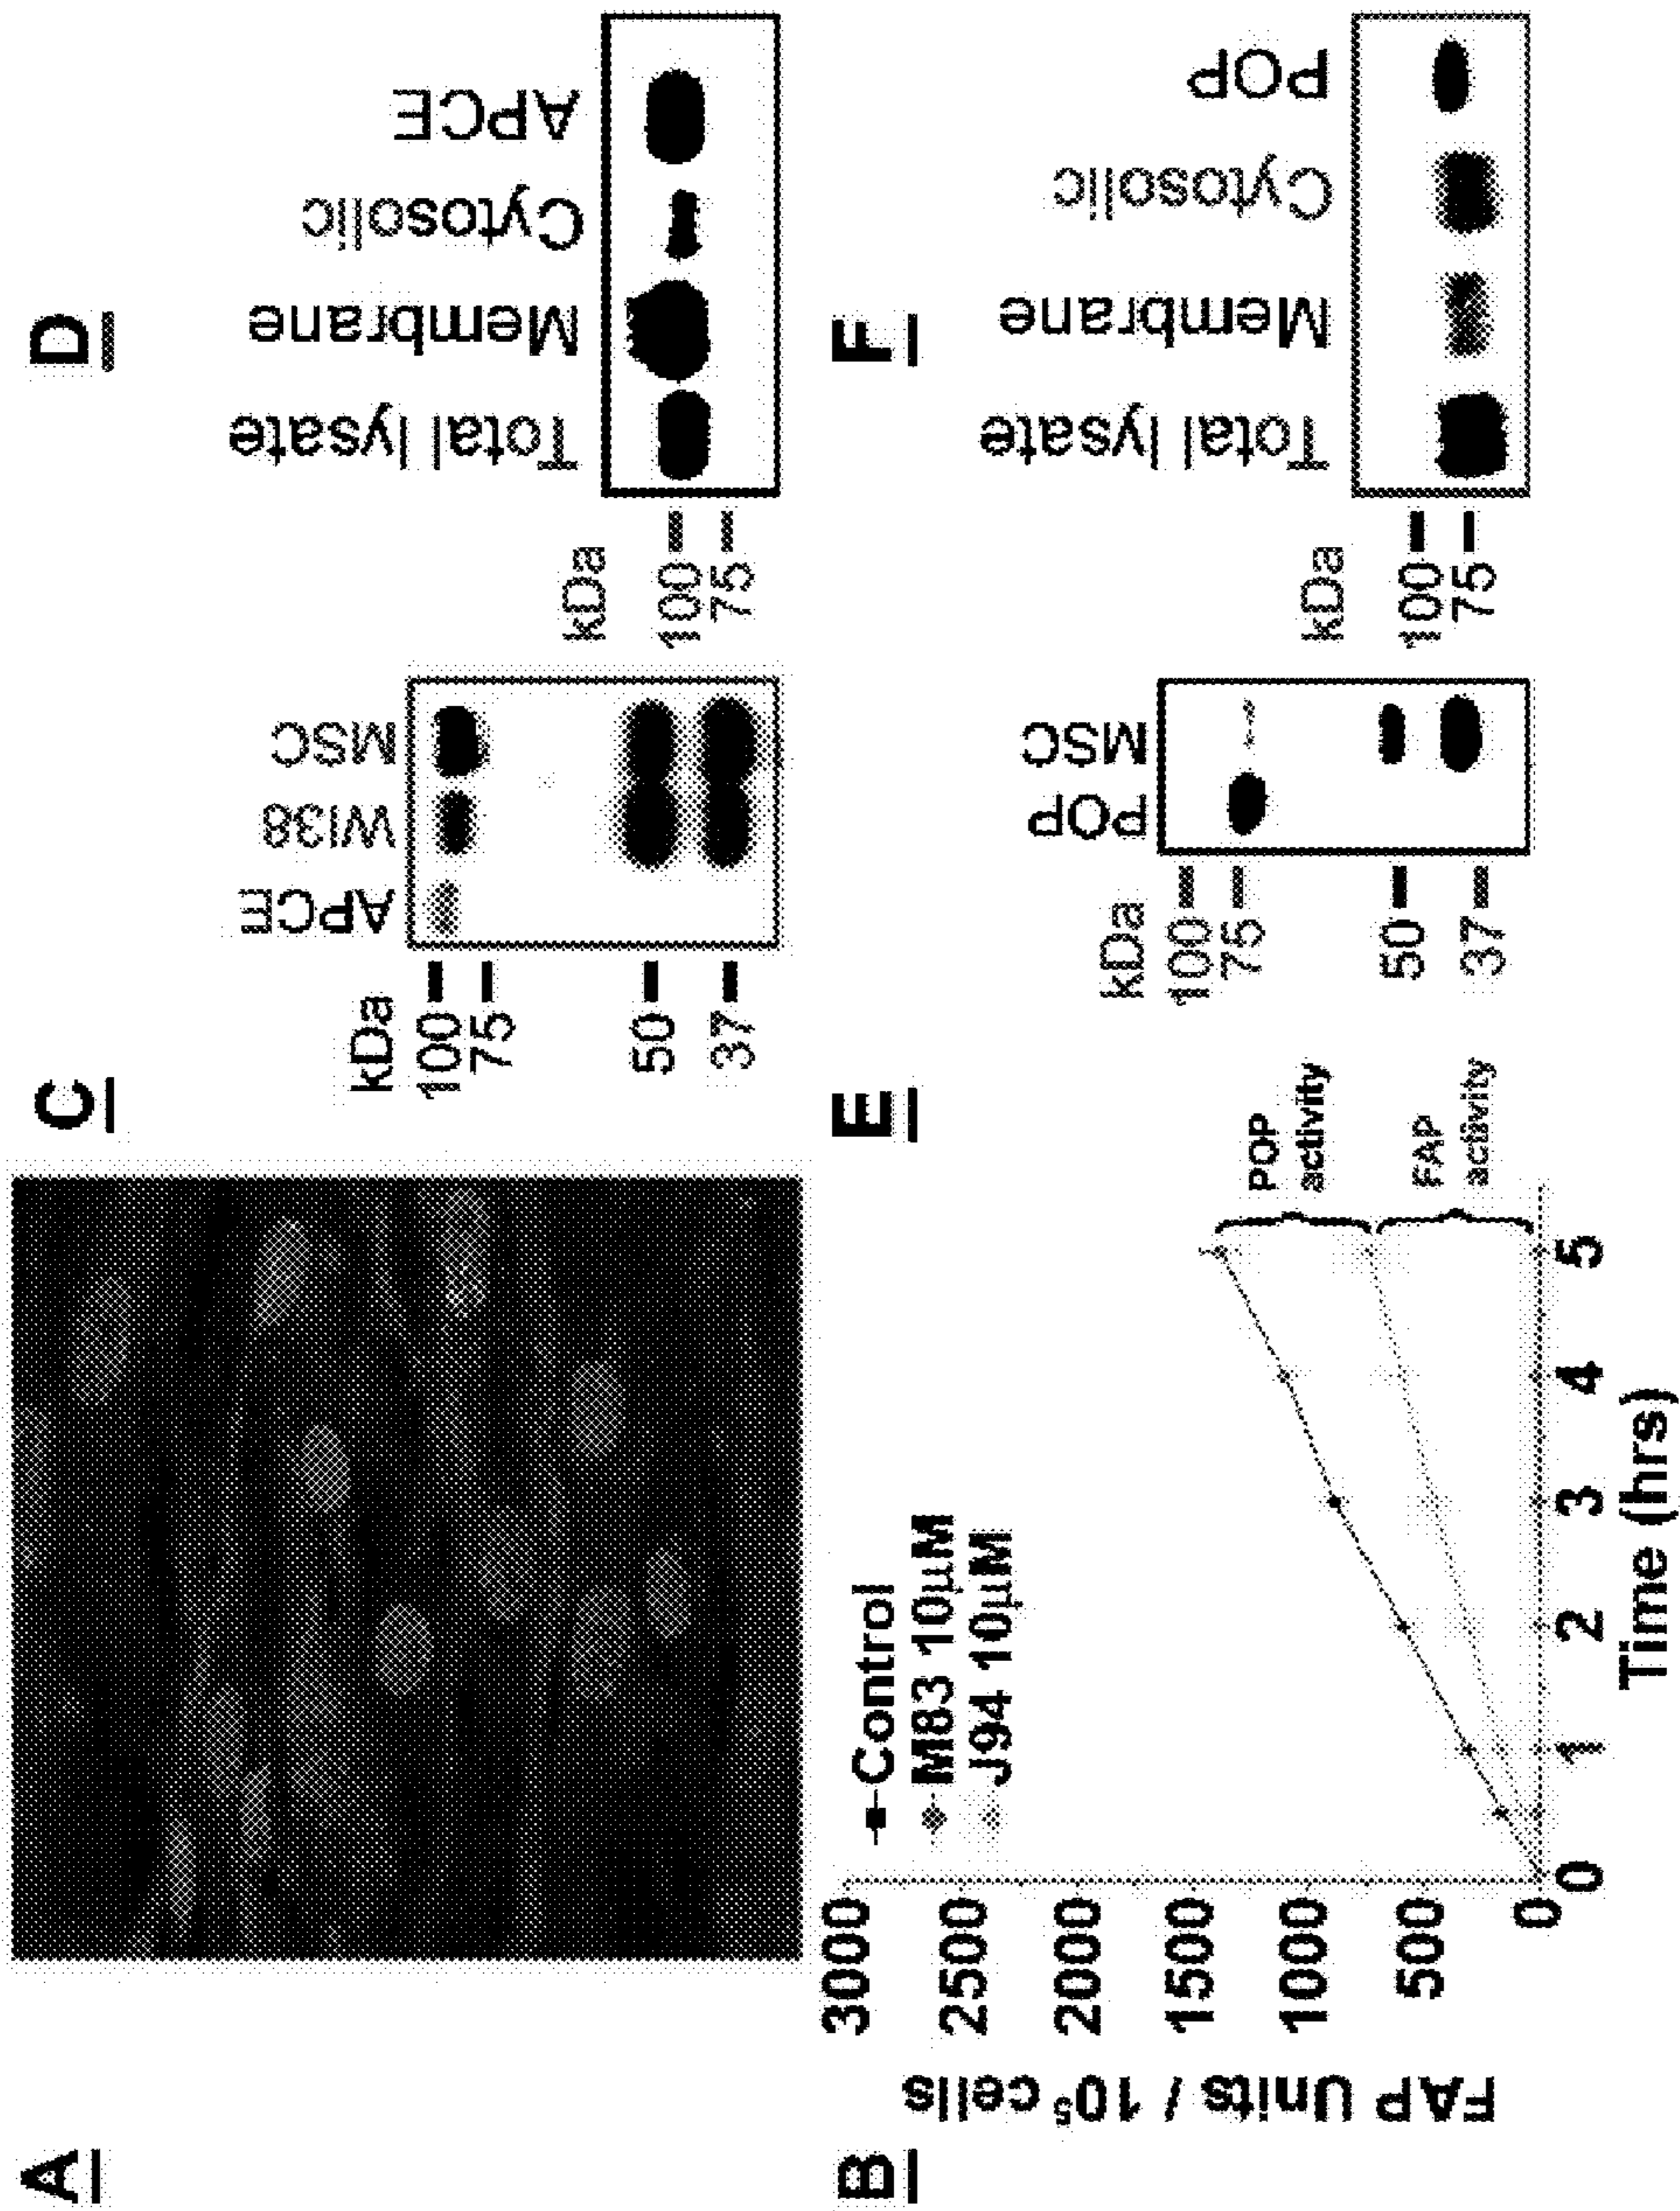 A
B
FAP Units / 10⁵ cells
3000
2500
2000
1500
1000
500
0
Control
M83 10µM
J94 10µM
POP
activity
FAP
activity
0 1 2 3 4 5
Time (hrs)
C
APCE WI38 MSC
kDa
100
75
50
37
D
Total lysate Membrane Cytosolic APCE
kDa
100
75
E
POP MSC
kDa
100
75
50
37
F
Total lysate Membrane Cytosolic POP
kDa
100
75